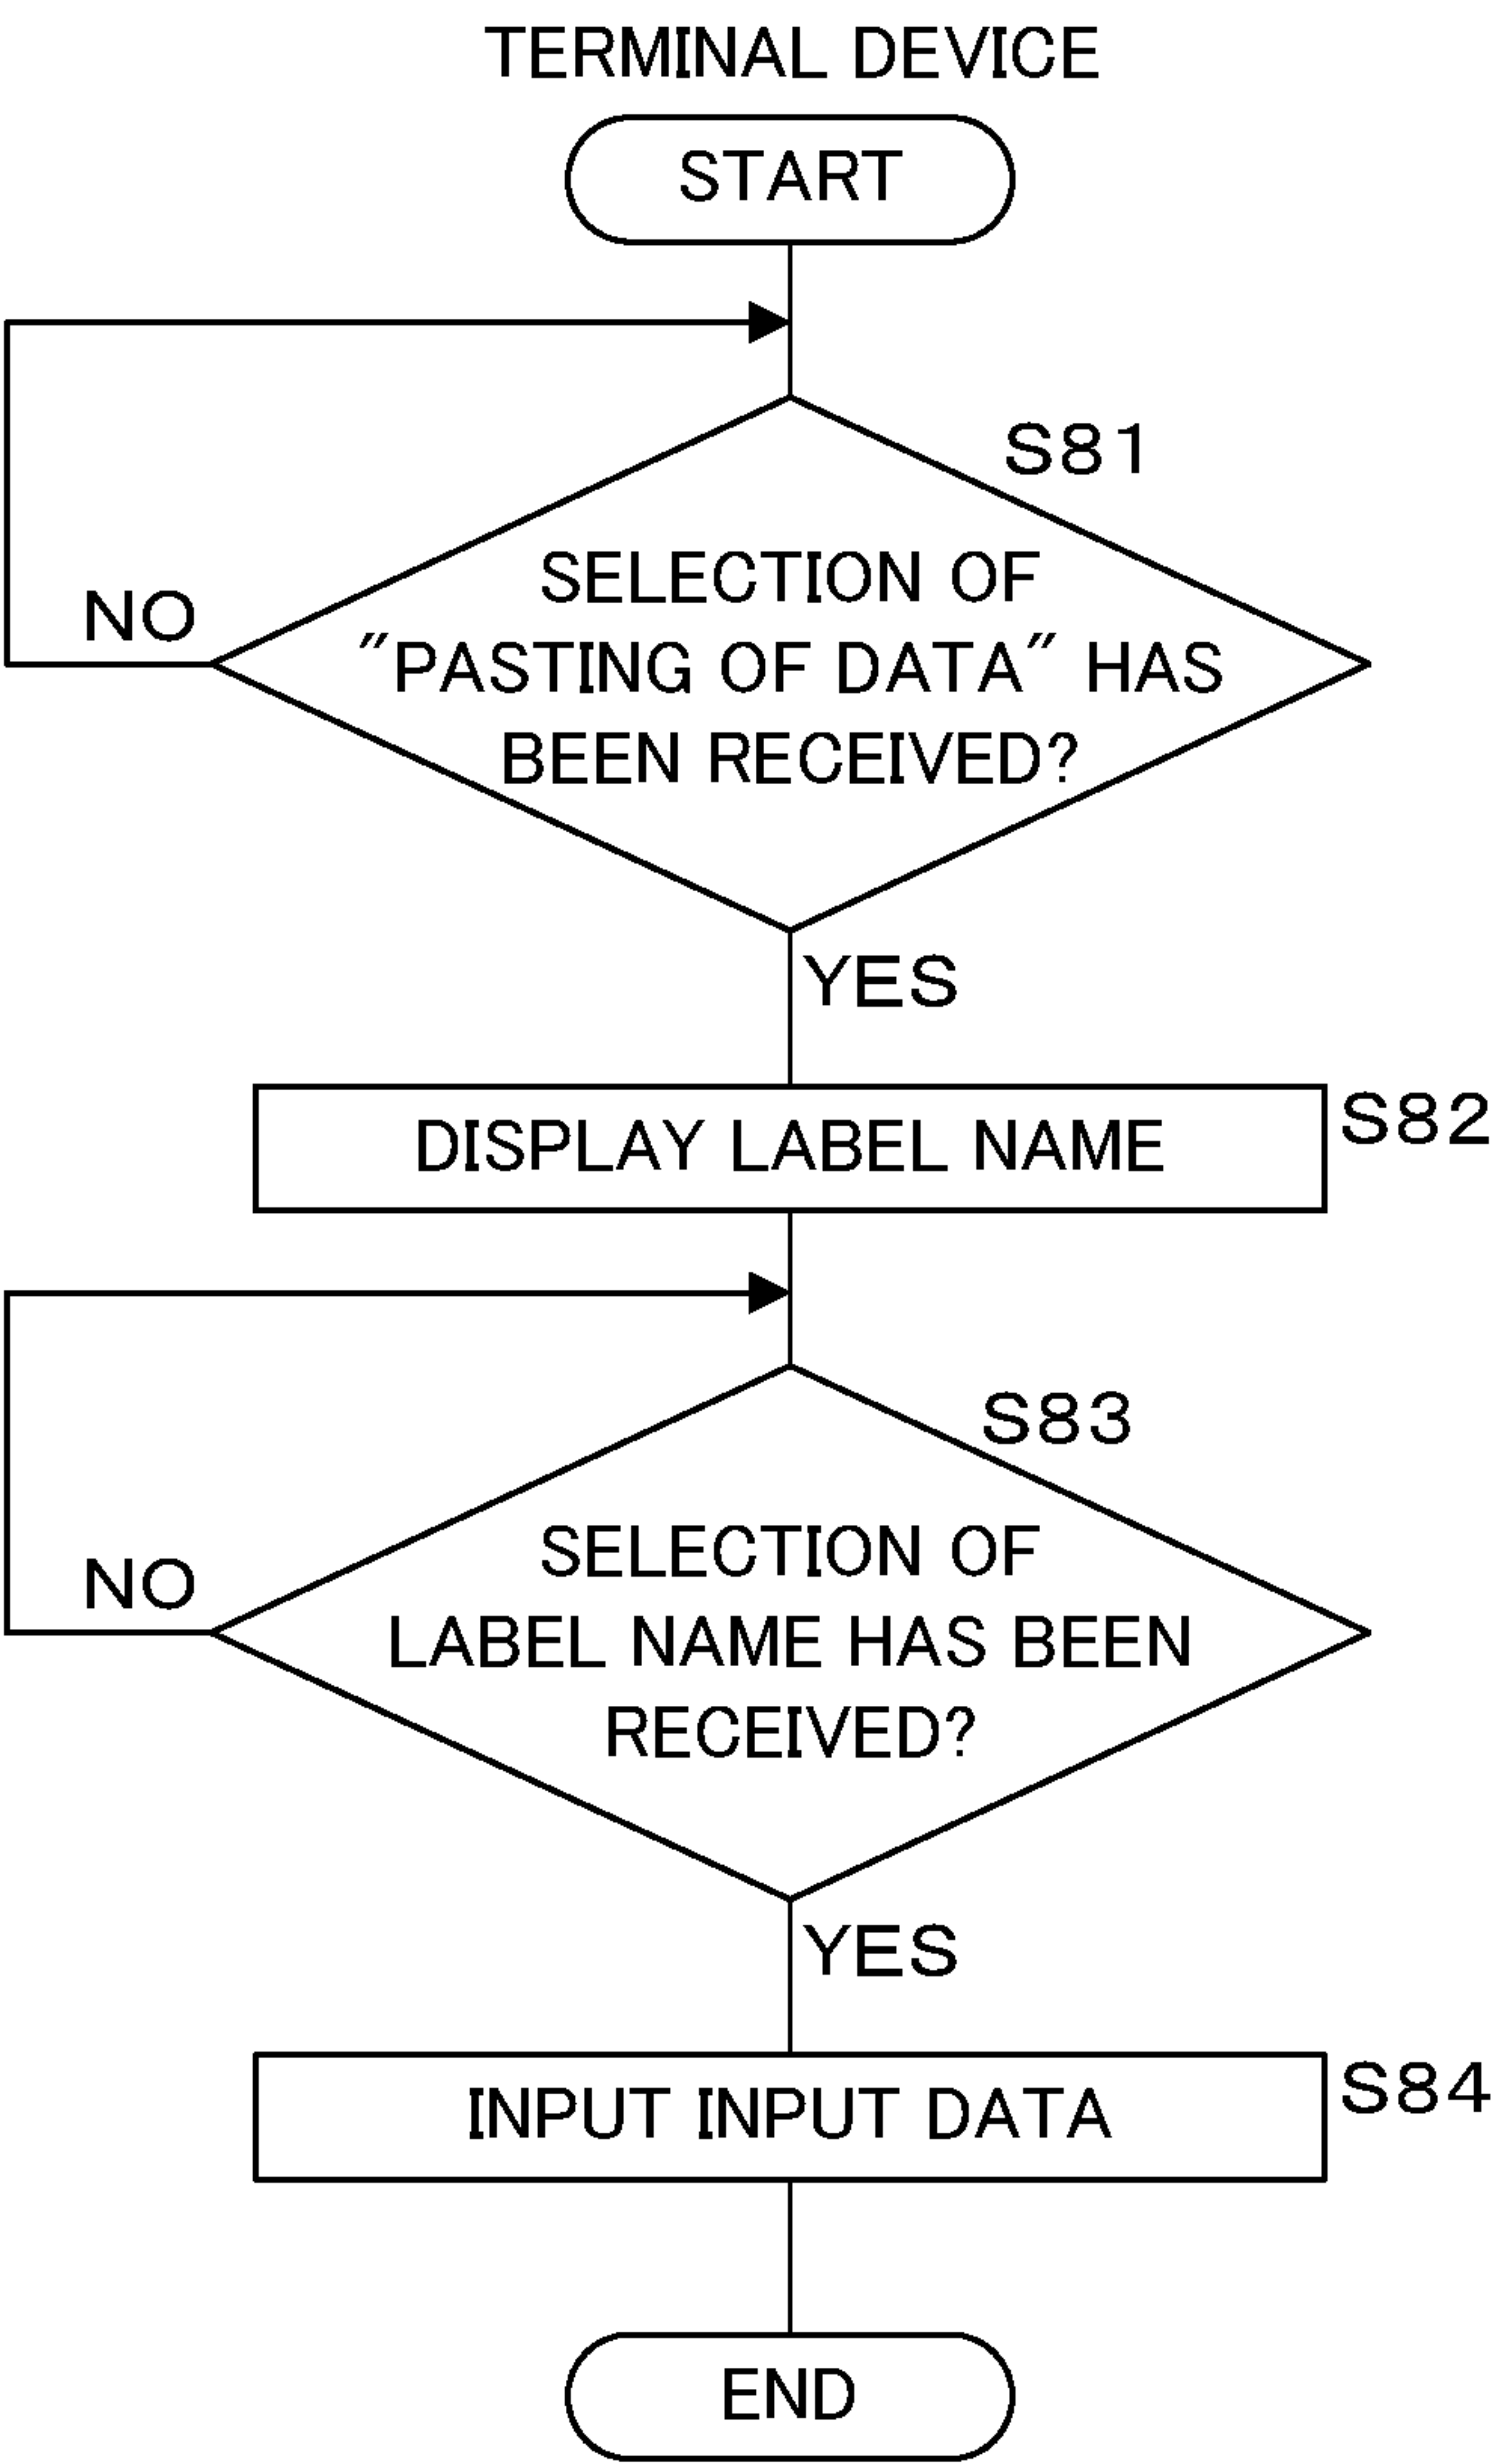 TERMINAL DEVICE
START
S81
SELECTION OF
"PASTING OF DATA" HAS
BEEN RECEIVED?
NO
YES
DISPLAY LABEL NAME
S82
S83
SELECTION OF
LABEL NAME HAS BEEN
RECEIVED?
NO
YES
INPUT INPUT DATA
S84
END